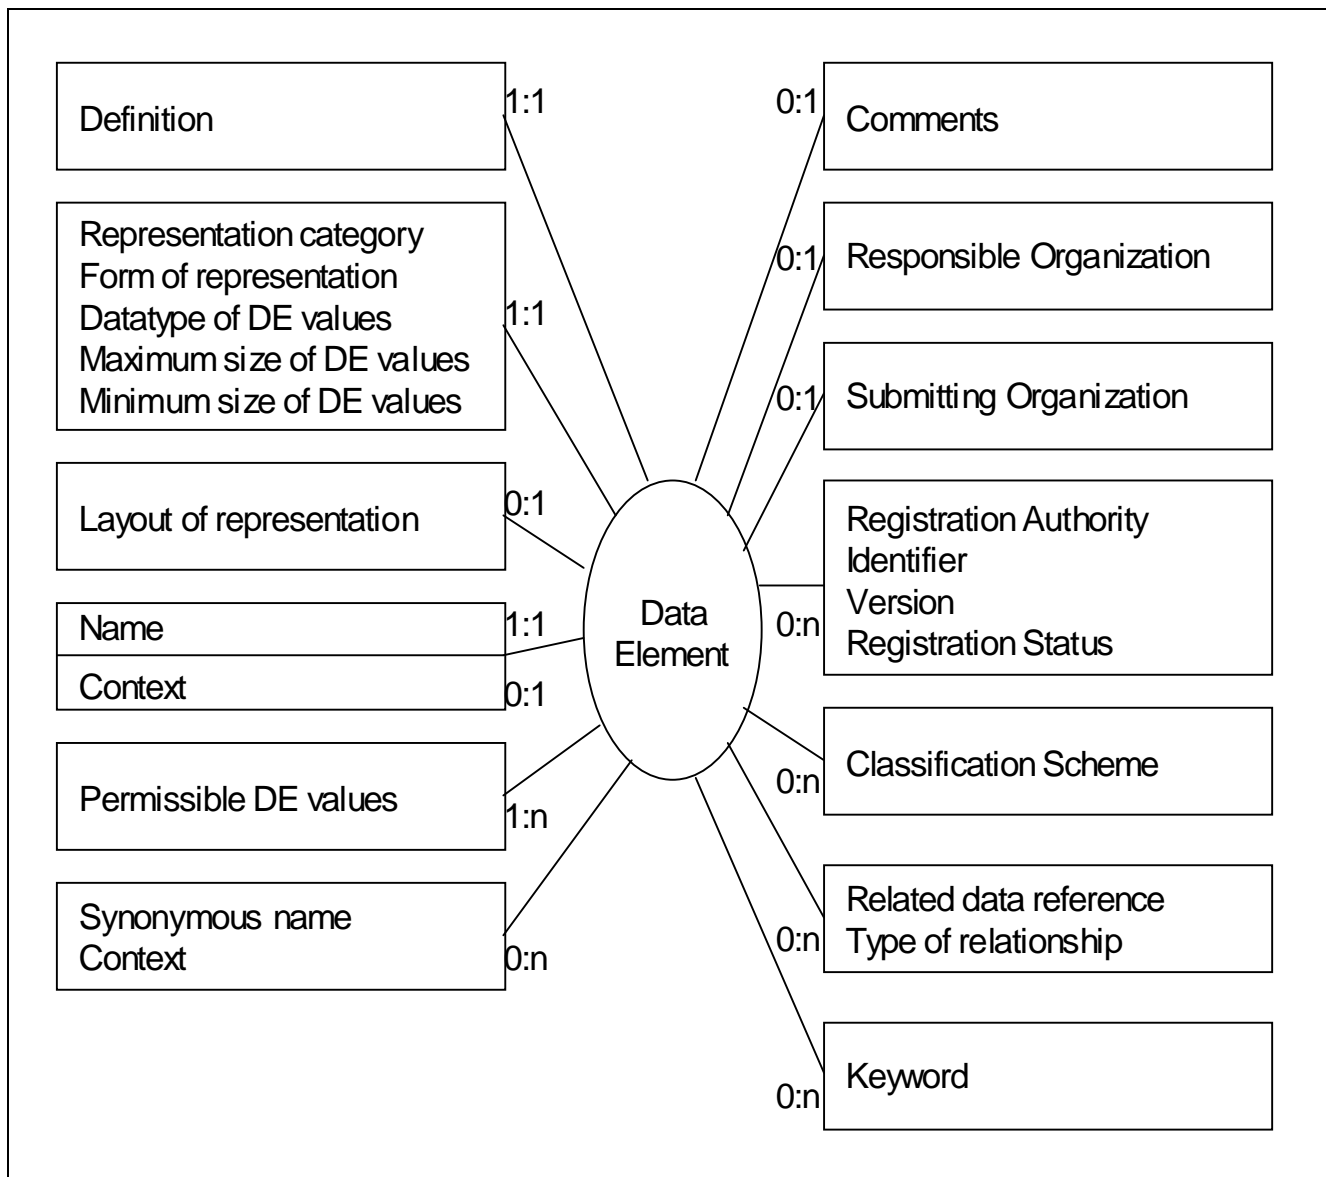 Definition
1:1
Representation category
Form of representation
Datatype of DE values
Maximum size of DE values
Minimum size of DE values
1:1
Layout of representation
0:1
Name
1:1
Context
0:1
Permissible DE values
1:n
Synonymous name
Context
0:n
Data
Element
0:1
Comments
0:1
Responsible Organization
0:1
Submitting Organization
Registration Authority
Identifier
Version
Registration Status
0:n
Classification Scheme
0:n
Related data reference
Type of relationship
0:n
Keyword
0:n